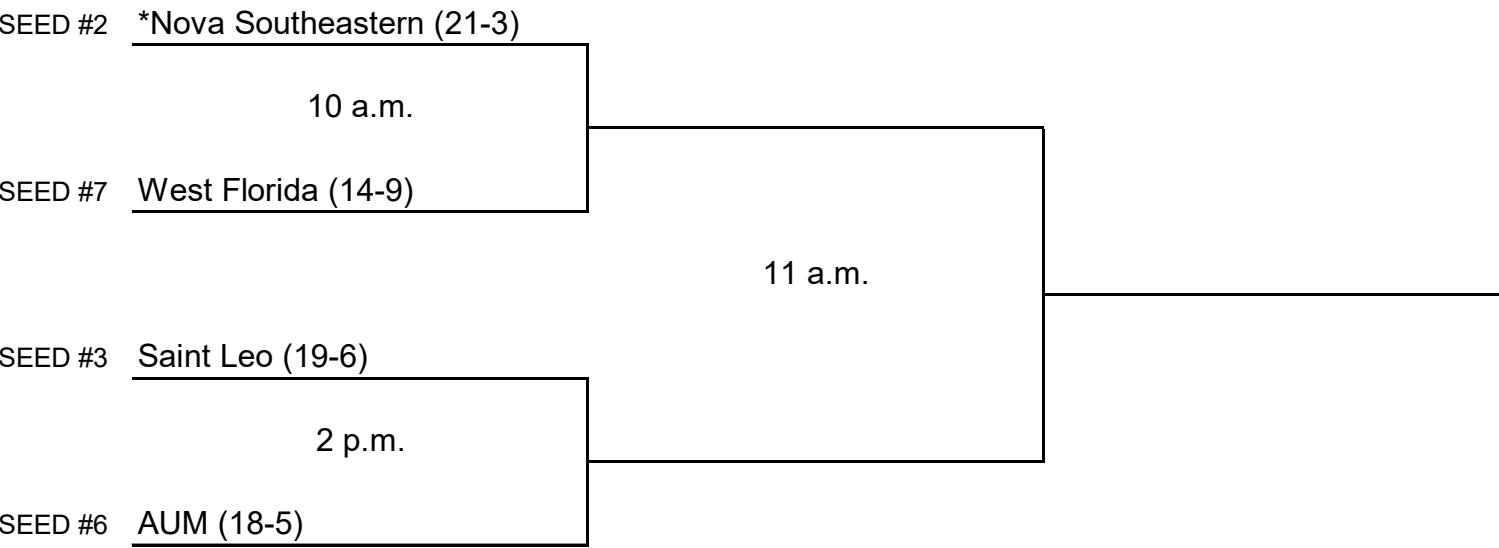 SEED #2 *Nova Southeastern (21-3)
10 a.m.
SEED #7 West Florida (14-9)
11 a.m.
SEED #3 Saint Leo (19-6)
2 p.m.
SEED #6 AUM (18-5)